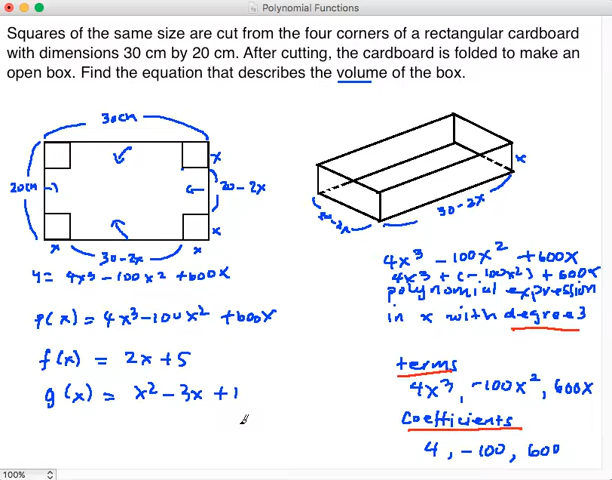 Polynomial Functions
Squares of the same size are cut from the four corners of a rectangular cardboard
with dimensions 30 cm by 20 cm. After cutting, the cardboard is folded to make an
open box. Find the equation that describes the volume of the box.
30cm
20cm
x
20-2x
x
x
30-2x
x
x
20-2x
30-2x
y = 4x³ - 100x² + 600x
P(x) = 4x³ - 100x² + 600x
f(x) = 2x + 5
g(x) = x² - 3x + 1
4x³ - 100x² + 600x
4x³ + (-100x²) + 600x
polynomial expression
in x with degree 3
terms
4x³, -100x², 600x
Coefficients
4, -100, 600
100%